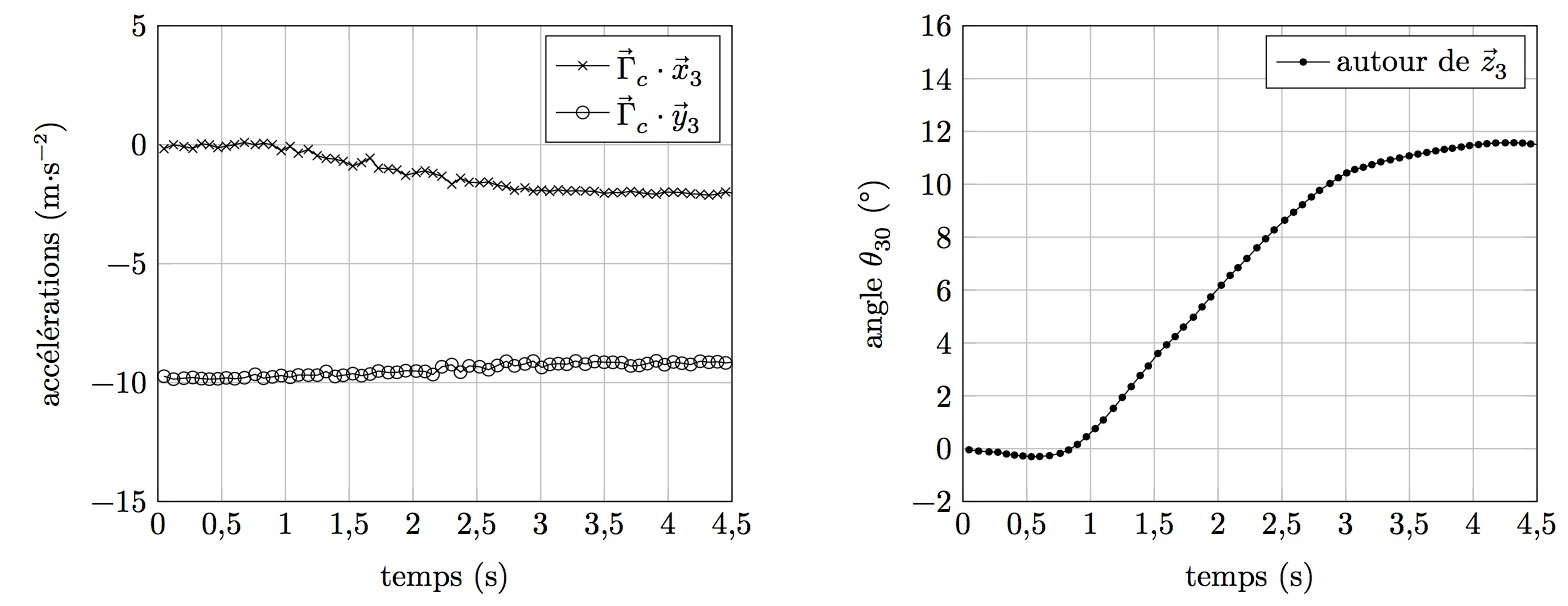 5
0
−5
−10
−15
0 0,5 1 1,5 2 2,5 3 3,5 4 4,5
temps (s)
accélérations (m·s⁻²)
Γ⃗c · x⃗3
Γ⃗c · y⃗3
16
14
12
10
8
6
4
2
0
−2
0 0,5 1 1,5 2 2,5 3 3,5 4 4,5
temps (s)
angle θ30 (°)
autour de z⃗3